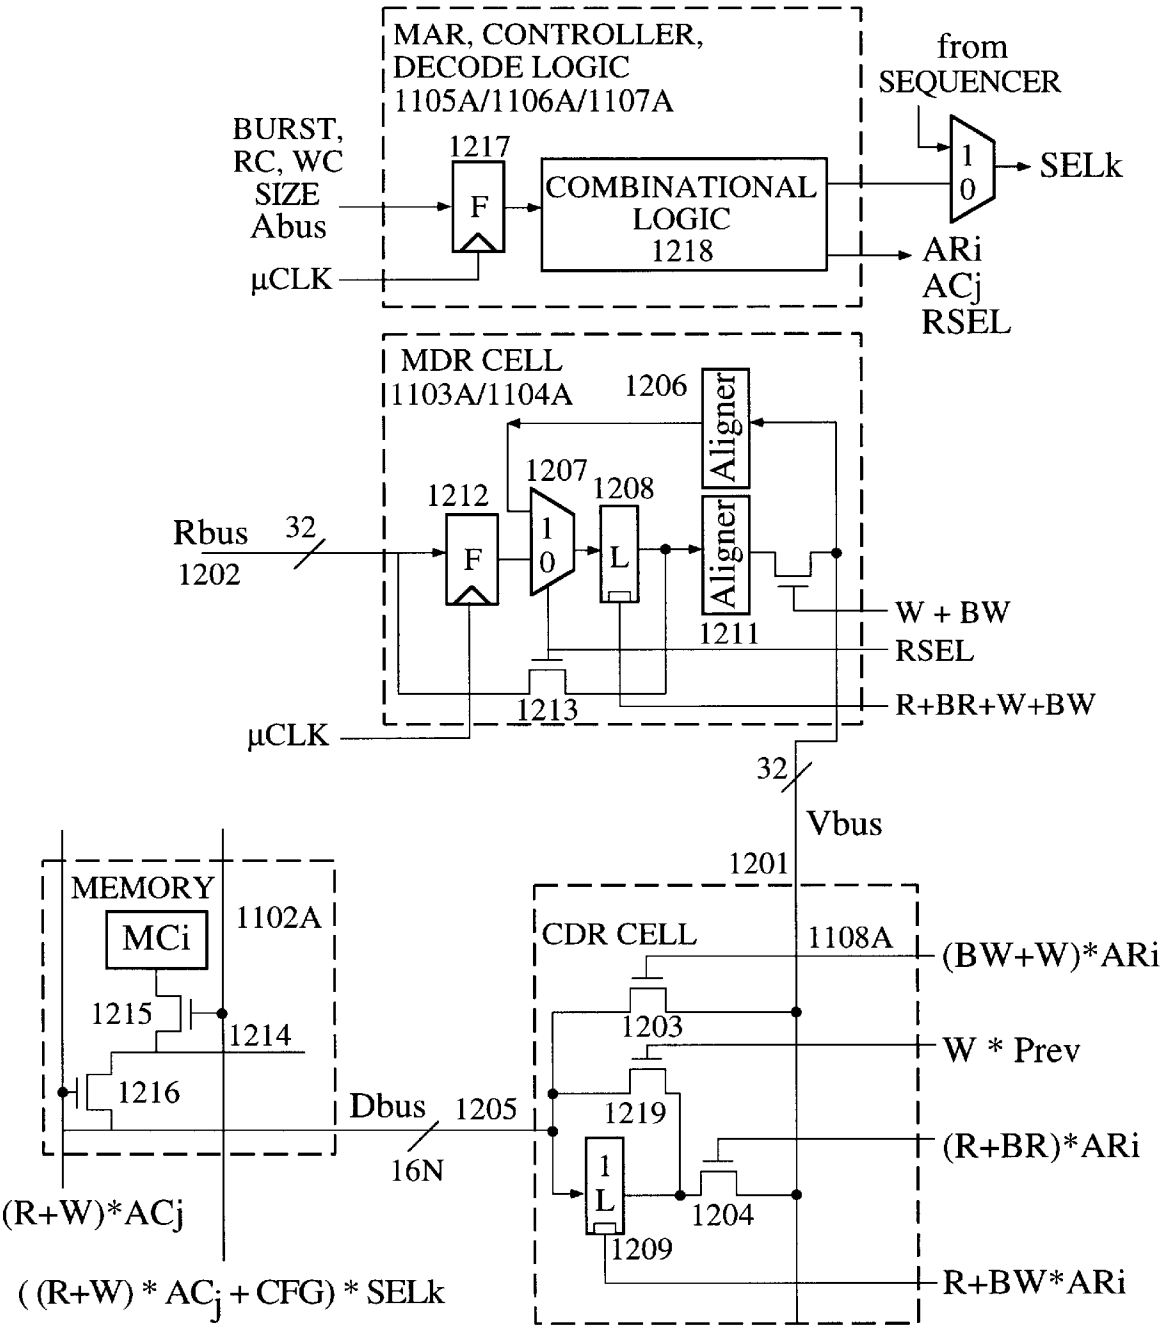 MAR, CONTROLLER,
DECODE LOGIC
1105A/1106A/1107A
from
SEQUENCER
BURST,
RC, WC
SIZE
Abus
1217
F
COMBINATIONAL
LOGIC
1218
1
0
SELk
μCLK
ARi
ACj
RSEL
MDR CELL
1103A/1104A
1206
Aligner
1207
1212
1208
Rbus
32
1202
F
1
0
L
Aligner
1211
W + BW
RSEL
1213
R+BR+W+BW
μCLK
32
Vbus
1201
MEMORY
MCi
1102A
1215
1214
1216
CDR CELL
1108A
(BW+W)*ARi
1203
W * Prev
1219
Dbus
1205
16N
(R+BR)*ARi
1
L
1204
1209
R+BW*ARi
(R+W)*ACj
( (R+W) * ACj + CFG) * SELk